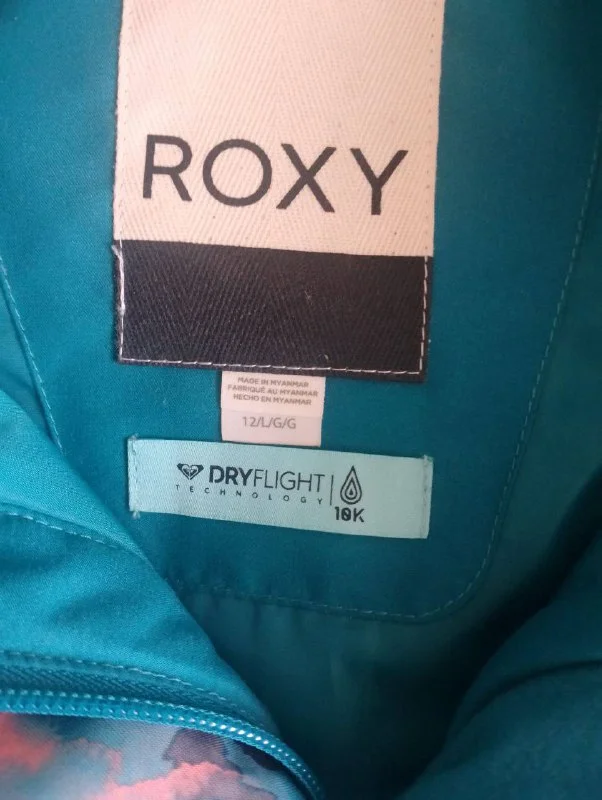 ROXY
MADE IN MYANMAR
FABRIQUÉ AU MYANMAR
HECHO EN MYANMAR
12/L/G/G
DRYFLIGHT
TECHNOLOGY
10K